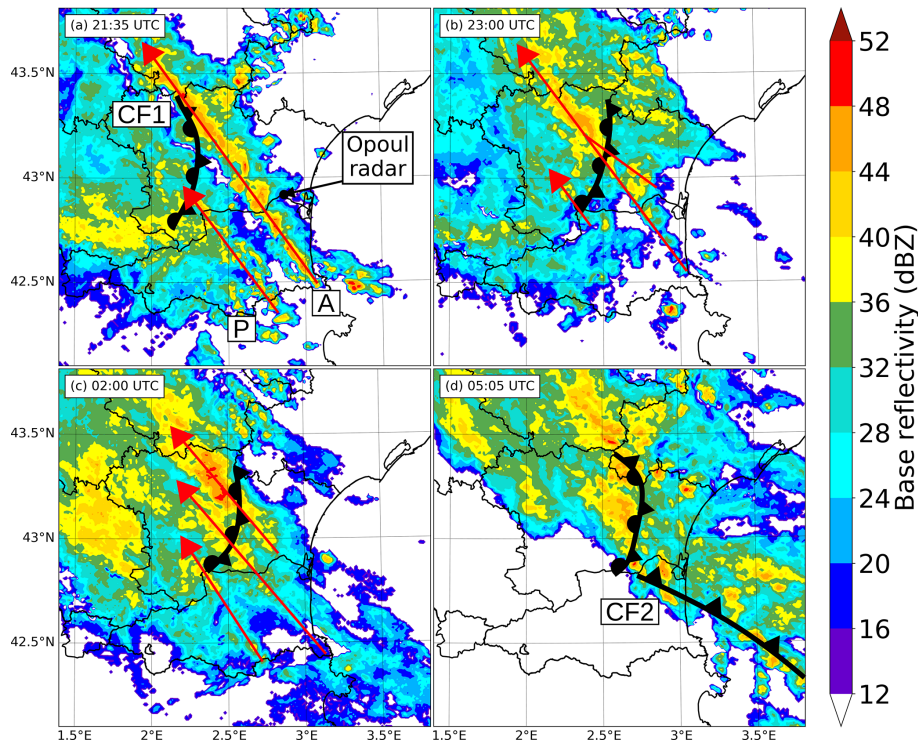 (a) 21:35 UTC
(b) 23:00 UTC
52
43.5°N
CF1
48
Opoul
radar
44
43°N
40
42.5°N
A
P
36
(c) 02:00 UTC
(d) 05:05 UTC
32
43.5°N
28
24
43°N
20
CF2
42.5°N
16
12
Base reflectivity (dBZ)
1.5°E
2°E
2.5°E
3°E
3.5°E
1.5°E
2°E
2.5°E
3°E
3.5°E